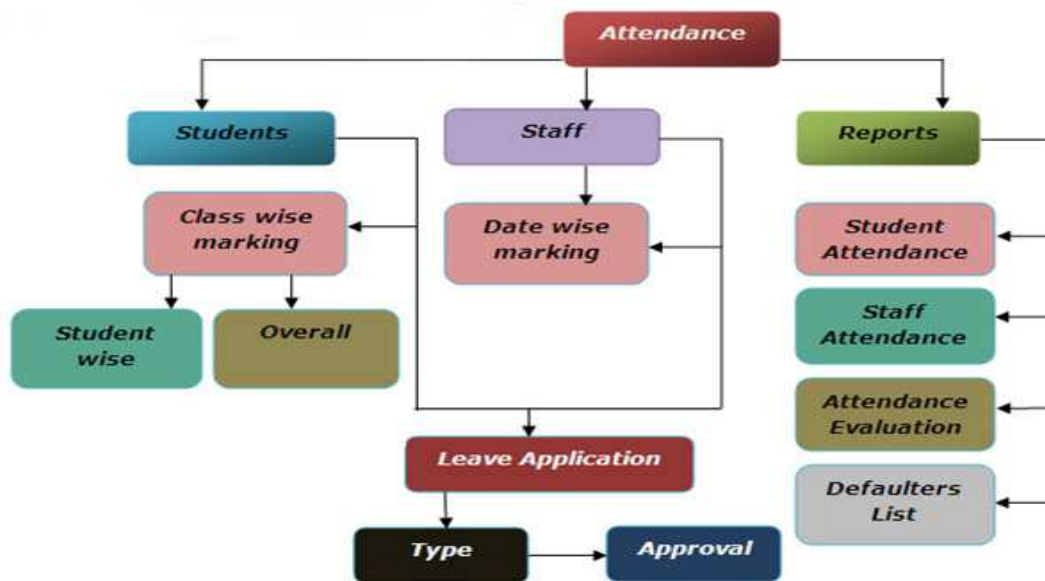 Attendance
Students
Staff
Reports
Class wise
marking
Date wise
marking
Student
Attendance
Student
wise
Overall
Staff
Attendance
Attendance
Evaluation
Leave Application
Defaulters
List
Type
Approval